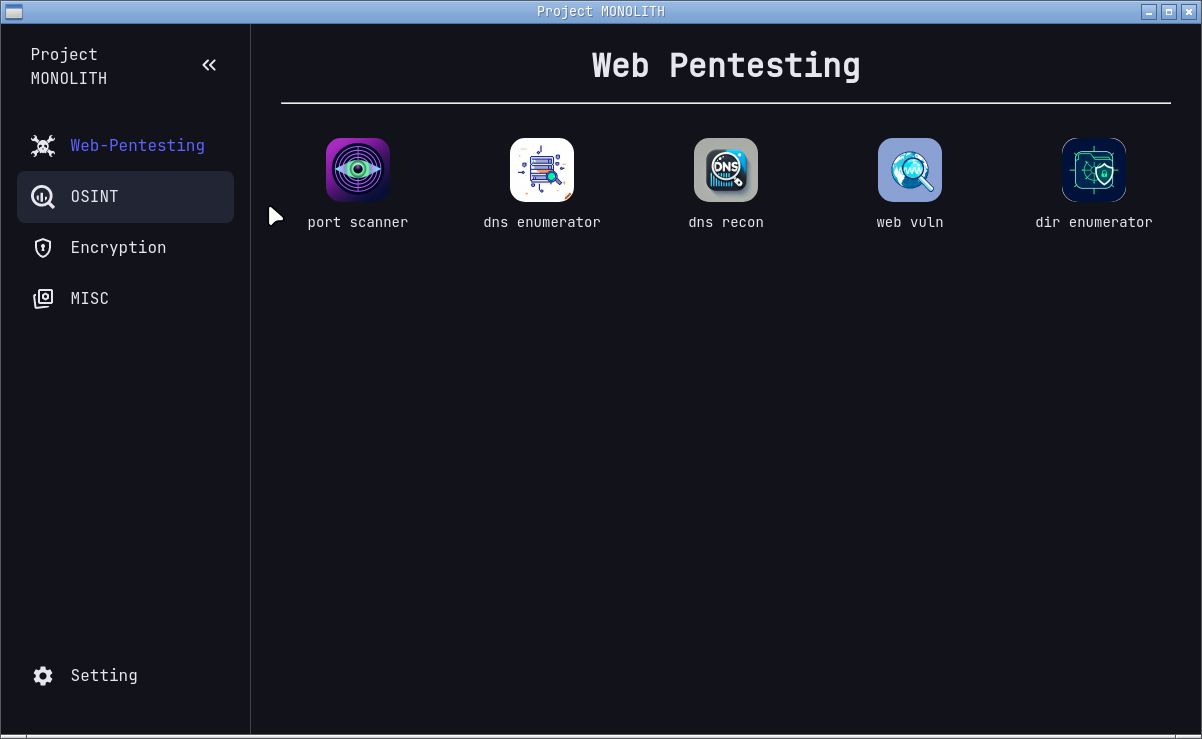 Project MONOLITH
Project
MONOLITH
Web-Pentesting
OSINT
Encryption
MISC
Setting
Web Pentesting
DNS
W
port scanner
dns enumerator
dns recon
web vuln
dir enumerator